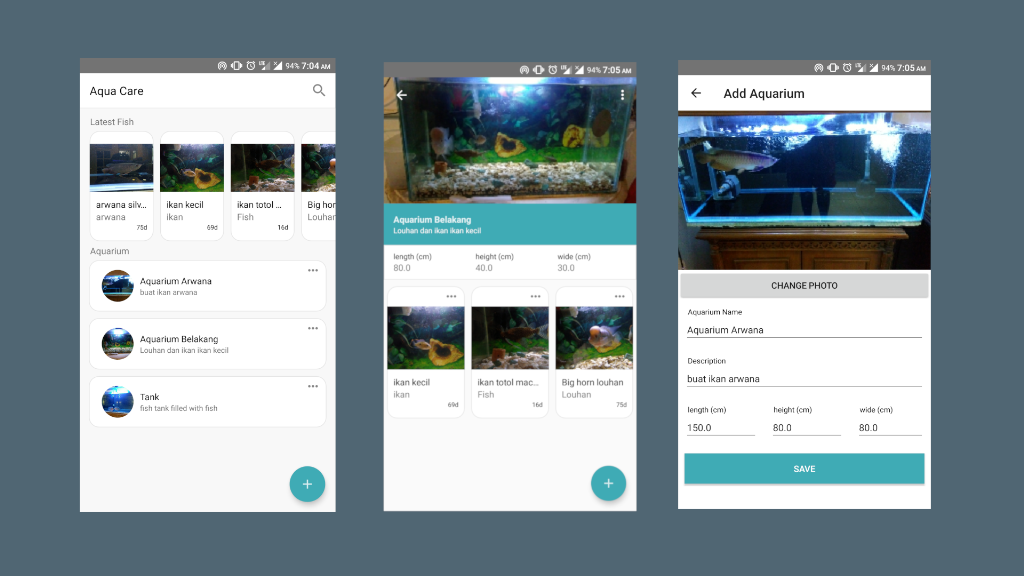 94% 7:04 AM
Aqua Care
Latest Fish
arwana silv...
arwana
75d
ikan kecil
ikan
69d
ikan totol ...
Fish
16d
Big hor
Louhan
Aquarium
Aquarium Arwana
buat ikan arwana
Aquarium Belakang
Louhan dan ikan ikan kecil
Tank
fish tank filled with fish
+
94% 7:05 AM
Aquarium Belakang
Louhan dan ikan ikan kecil
length (cm)
80.0
height (cm)
40.0
wide (cm)
30.0
ikan kecil
ikan
69d
ikan totol mac...
Fish
16d
Big horn louhan
Louhan
75d
+
94% 7:05 AM
Add Aquarium
CHANGE PHOTO
Aquarium Name
Aquarium Arwana
Description
buat ikan arwana
length (cm)
150.0
height (cm)
80.0
wide (cm)
80.0
SAVE